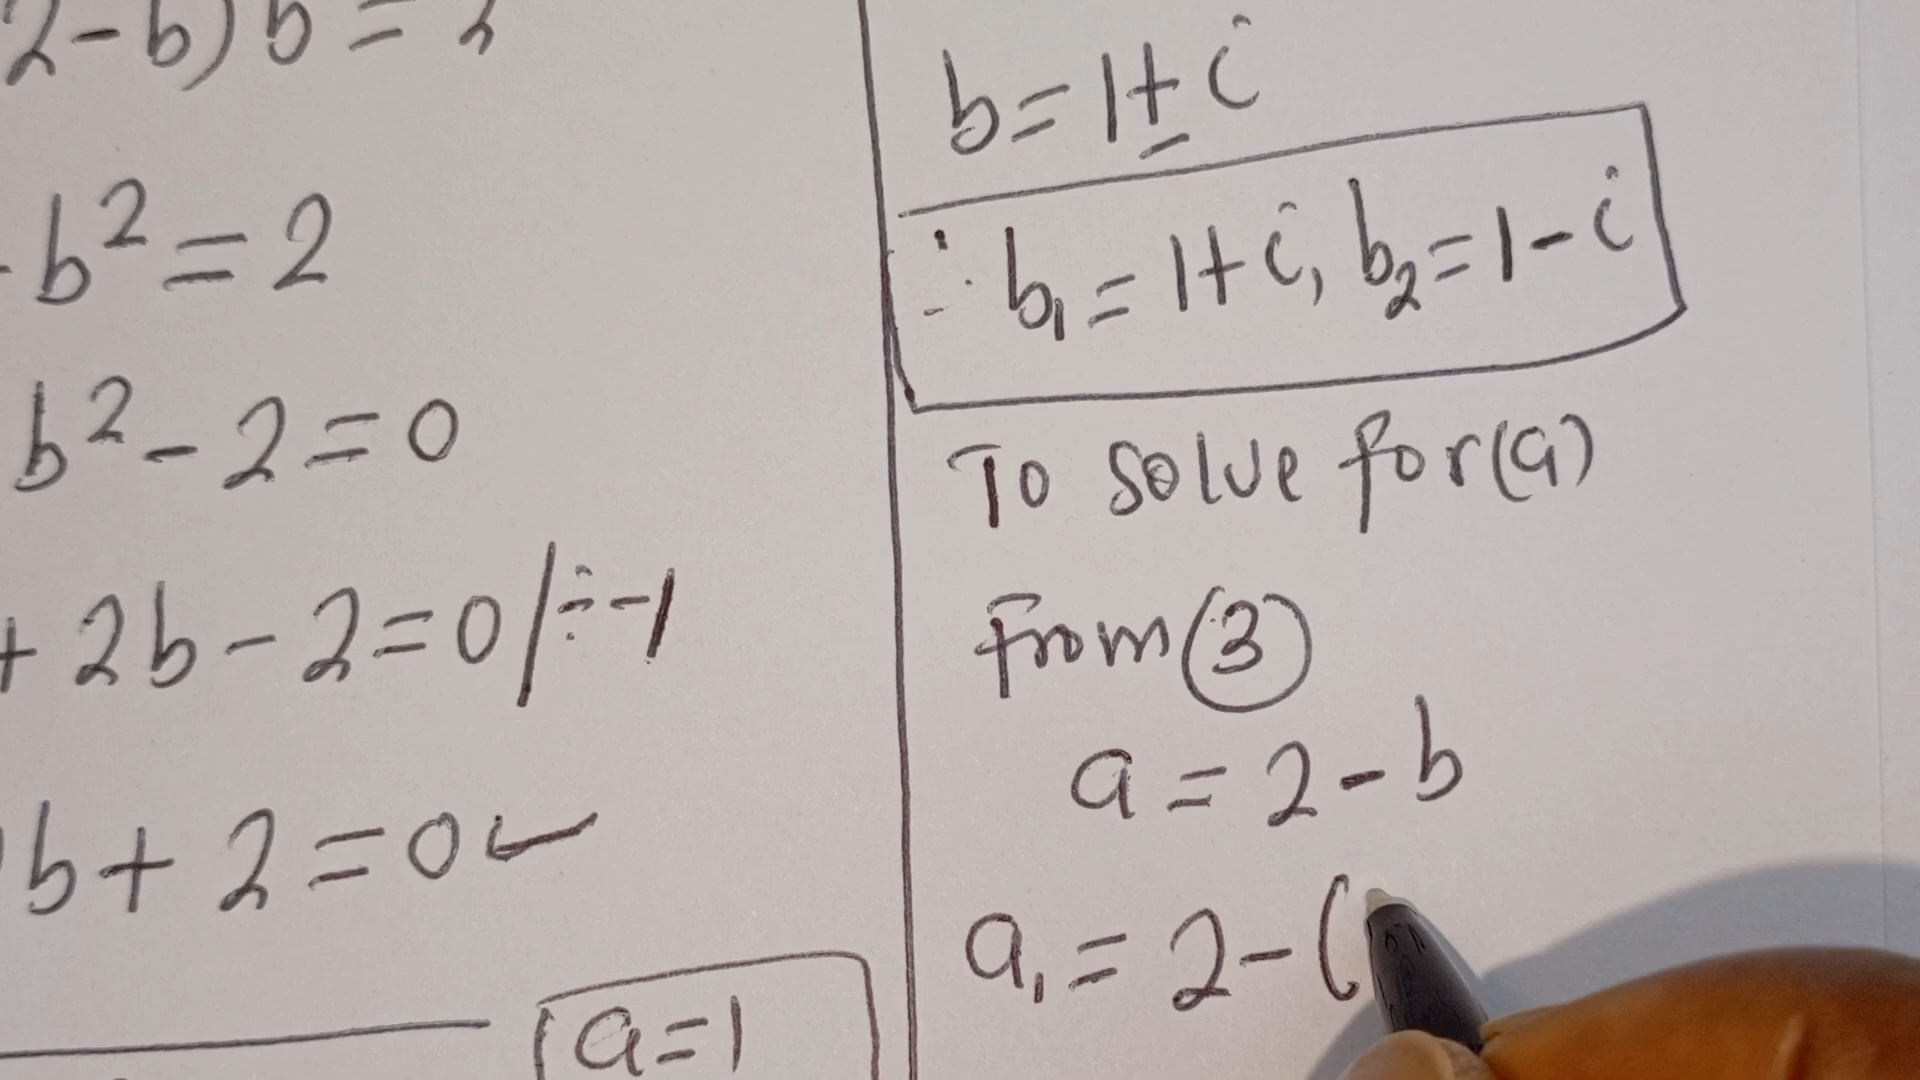 2-b)b=2
-b²=2
b²-2=0
+2b-2=0/÷-1
b+2=0
a=1
b=1±i
∴b₁=1+i, b₂=1-i
To solve for(a)
from(3)
a=2-b
a₁=2-(